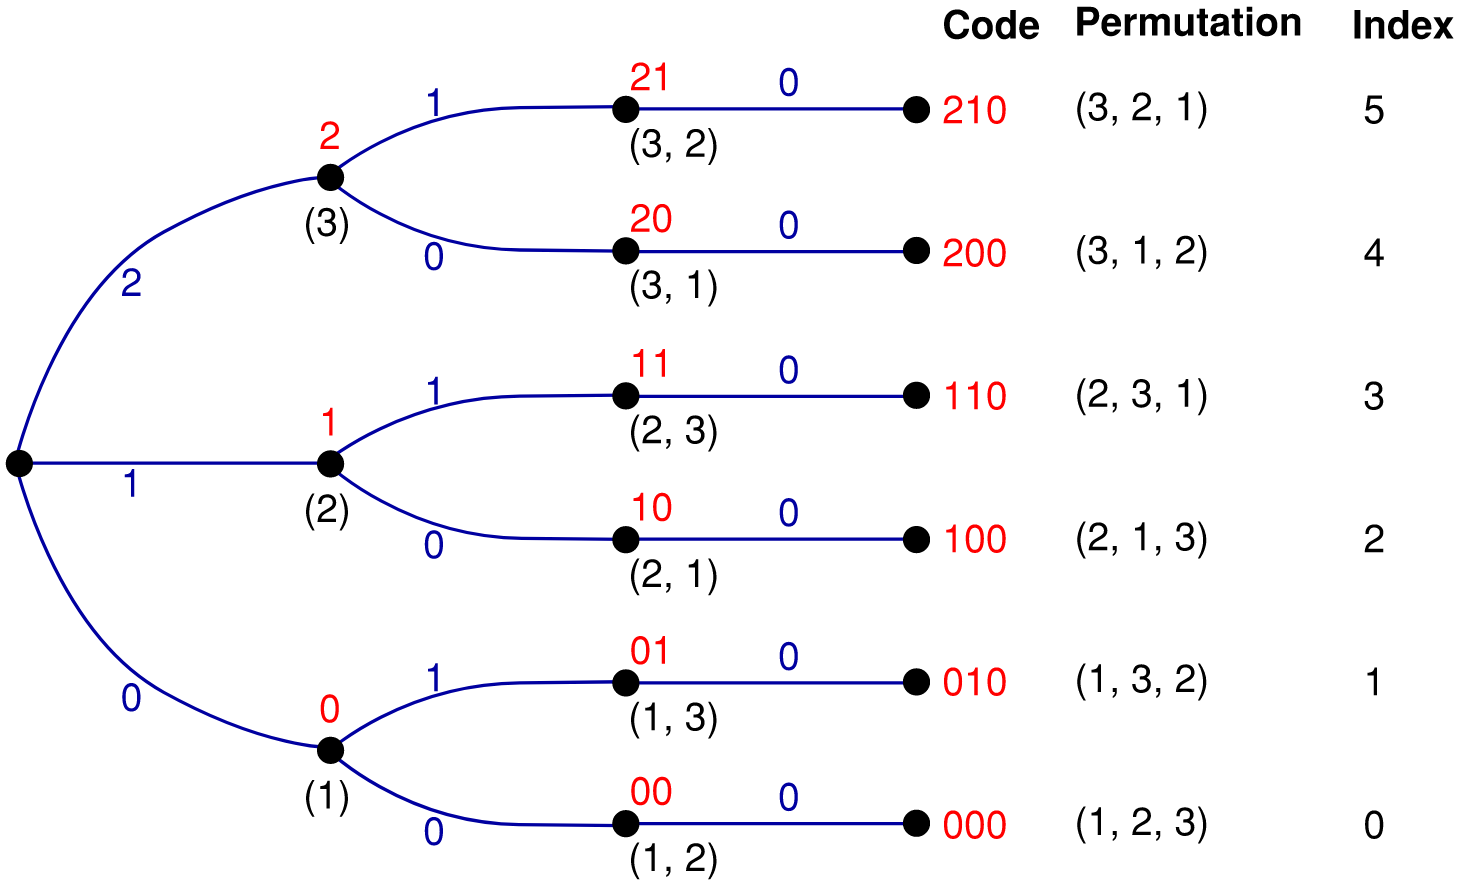 Code Permutation Index
21 0
1 210 (3, 2, 1) 5
2 (3, 2)
(3) 20 0
0 200 (3, 1, 2) 4
2 (3, 1)
11 0
1 110 (2, 3, 1) 3
1 (2, 3)
1 (2) 10 0
0 100 (2, 1, 3) 2
(2, 1)
01 0
1 010 (1, 3, 2) 1
0 0 (1, 3)
(1) 00 0
0 000 (1, 2, 3) 0
(1, 2)